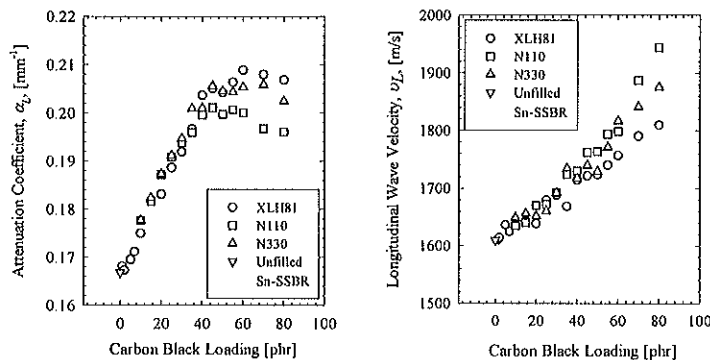 Attenuation Coefficient, α_L, [mm⁻¹]
0.22
0.21
0.20
0.19
0.18
0.17
0.16
XLH81
N110
N330
Unfilled
Sn-SSBR
0 20 40 60 80 100
Carbon Black Loading [phr]
Longitudinal Wave Velocity, υ_L, [m/s]
2000
1900
1800
1700
1600
1500
XLH81
N110
N330
Unfilled
Sn-SSBR
0 20 40 60 80 100
Carbon Black Loading [phr]